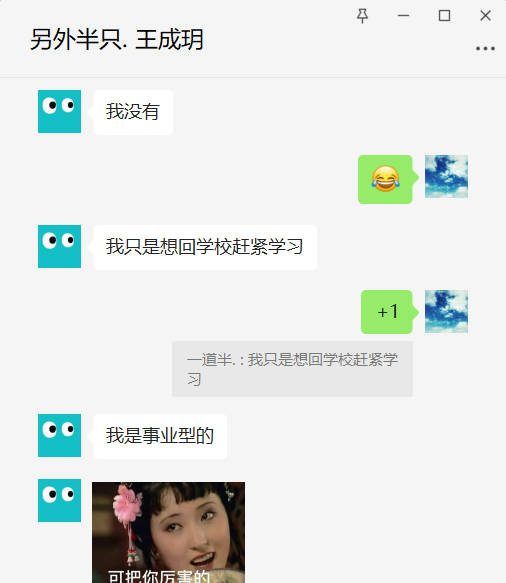 另外半只. 王成玥
我没有
我只是想回学校赶紧学习
+1
一道半. : 我只是想回学校赶紧学
习
我是事业型的
可把你厉害的